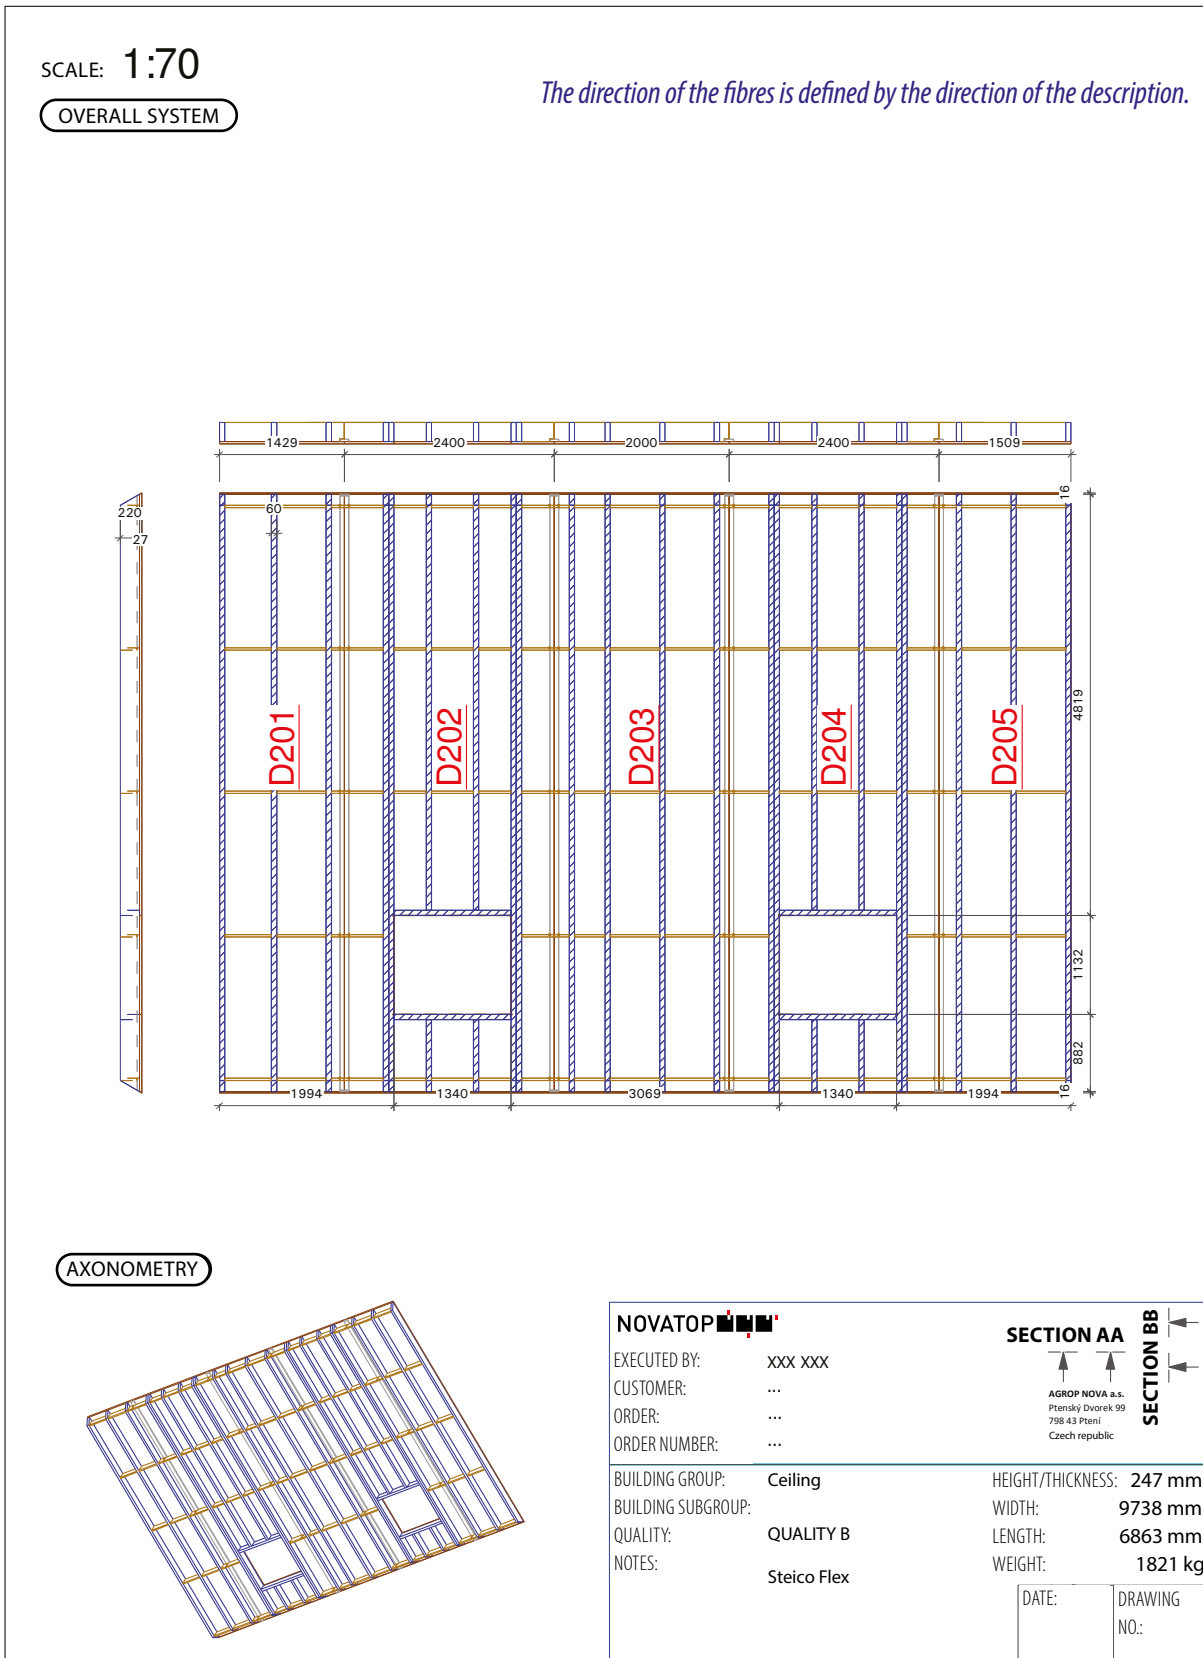 SCALE: 1:70
OVERALL SYSTEM
The direction of the fibres is defined by the direction of the description.
1429 2400 2000 2400 1509
220
27
60
16
4819
D201 D202 D203 D204 D205
1132
882
16
1994 1340 3069 1340 1994
AXONOMETRY
NOVATOP
SECTION AA
SECTION BB
EXECUTED BY: XXX XXX
CUSTOMER: ...
ORDER: ...
ORDER NUMBER: ...
AGROP NOVA a.s.
Ptenský Dvorek 99
798 43 Ptení
Czech republic
BUILDING GROUP: Ceiling
BUILDING SUBGROUP:
QUALITY: QUALITY B
NOTES:
Steico Flex
HEIGHT/THICKNESS: 247 mm
WIDTH: 9738 mm
LENGTH: 6863 mm
WEIGHT: 1821 kg
DATE:
DRAWING
NO.: